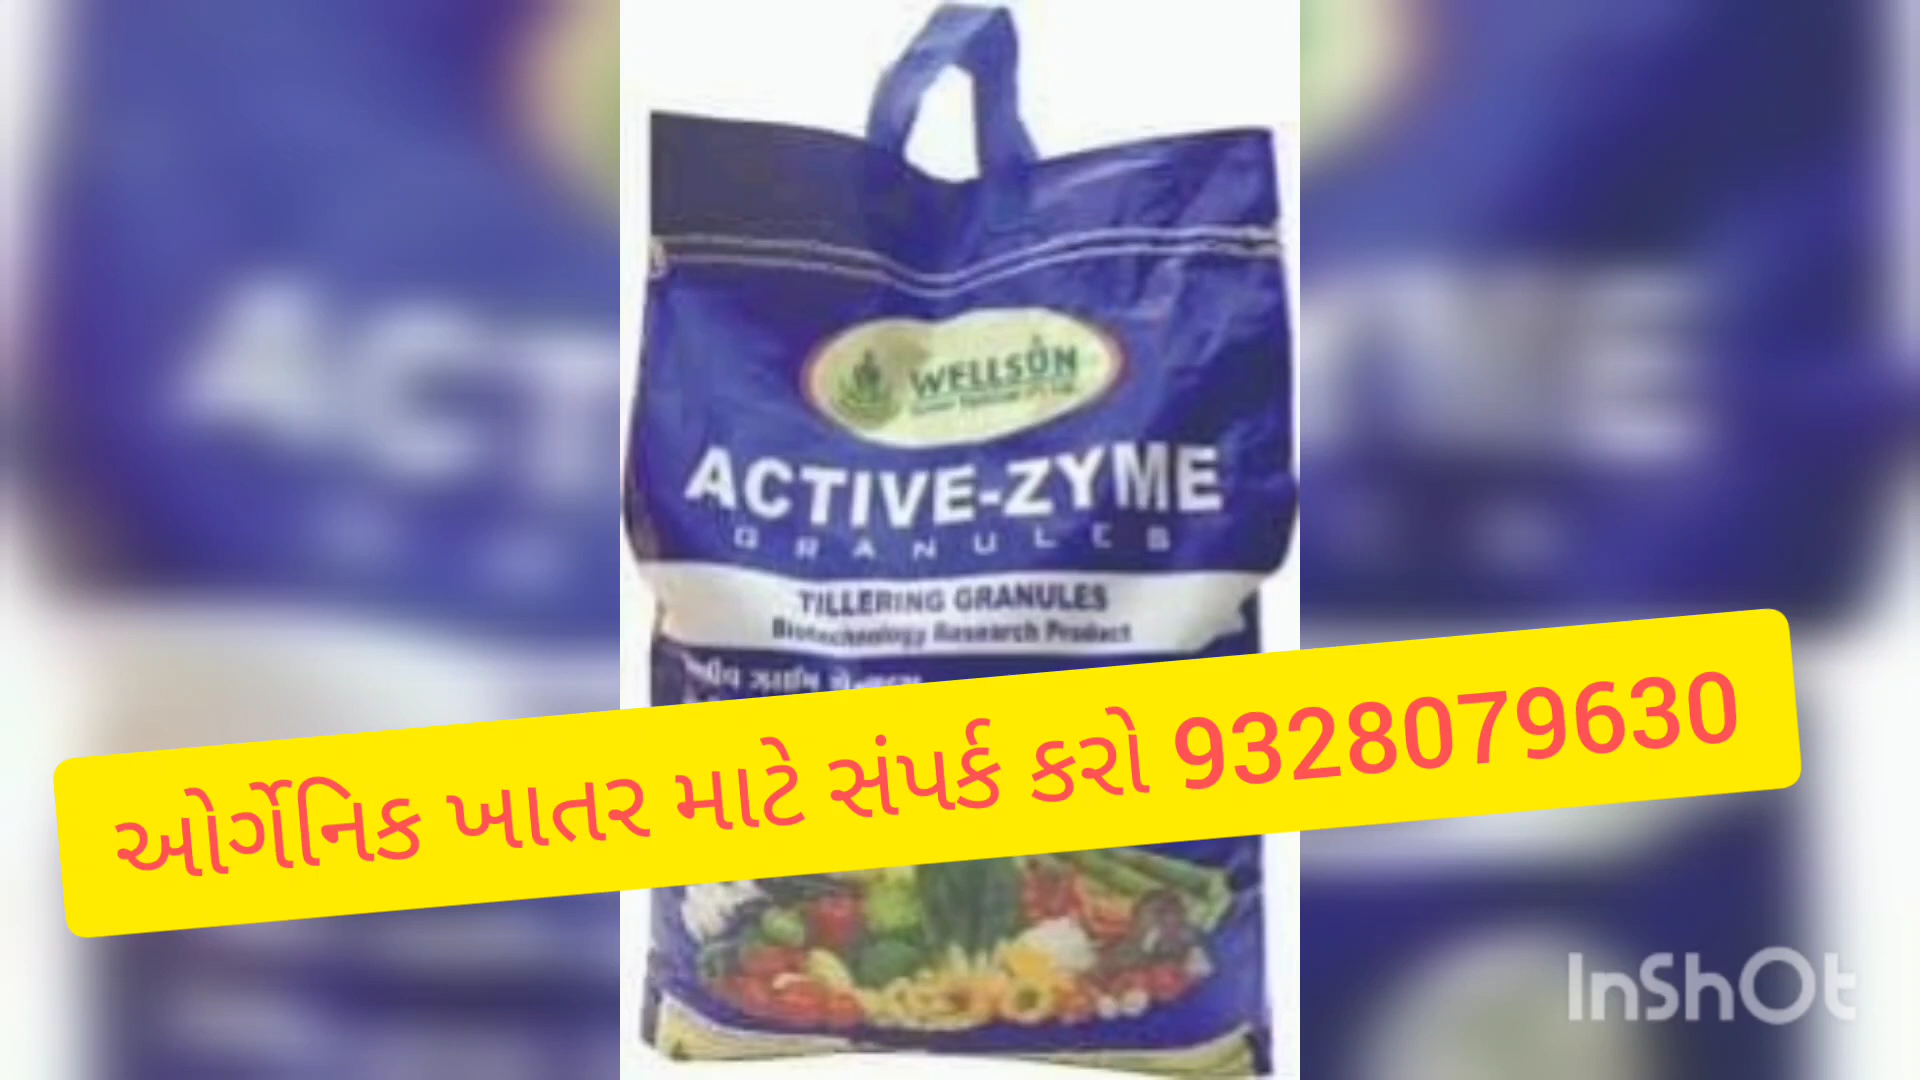 WELLSON
ACTIVE-ZYME
GRANULES
TILLERING GRANULES
Biotechnology Research Product
ઓર્ગેનિક ખાતર માટે સંપર્ક કરો 9328079630
InShOt